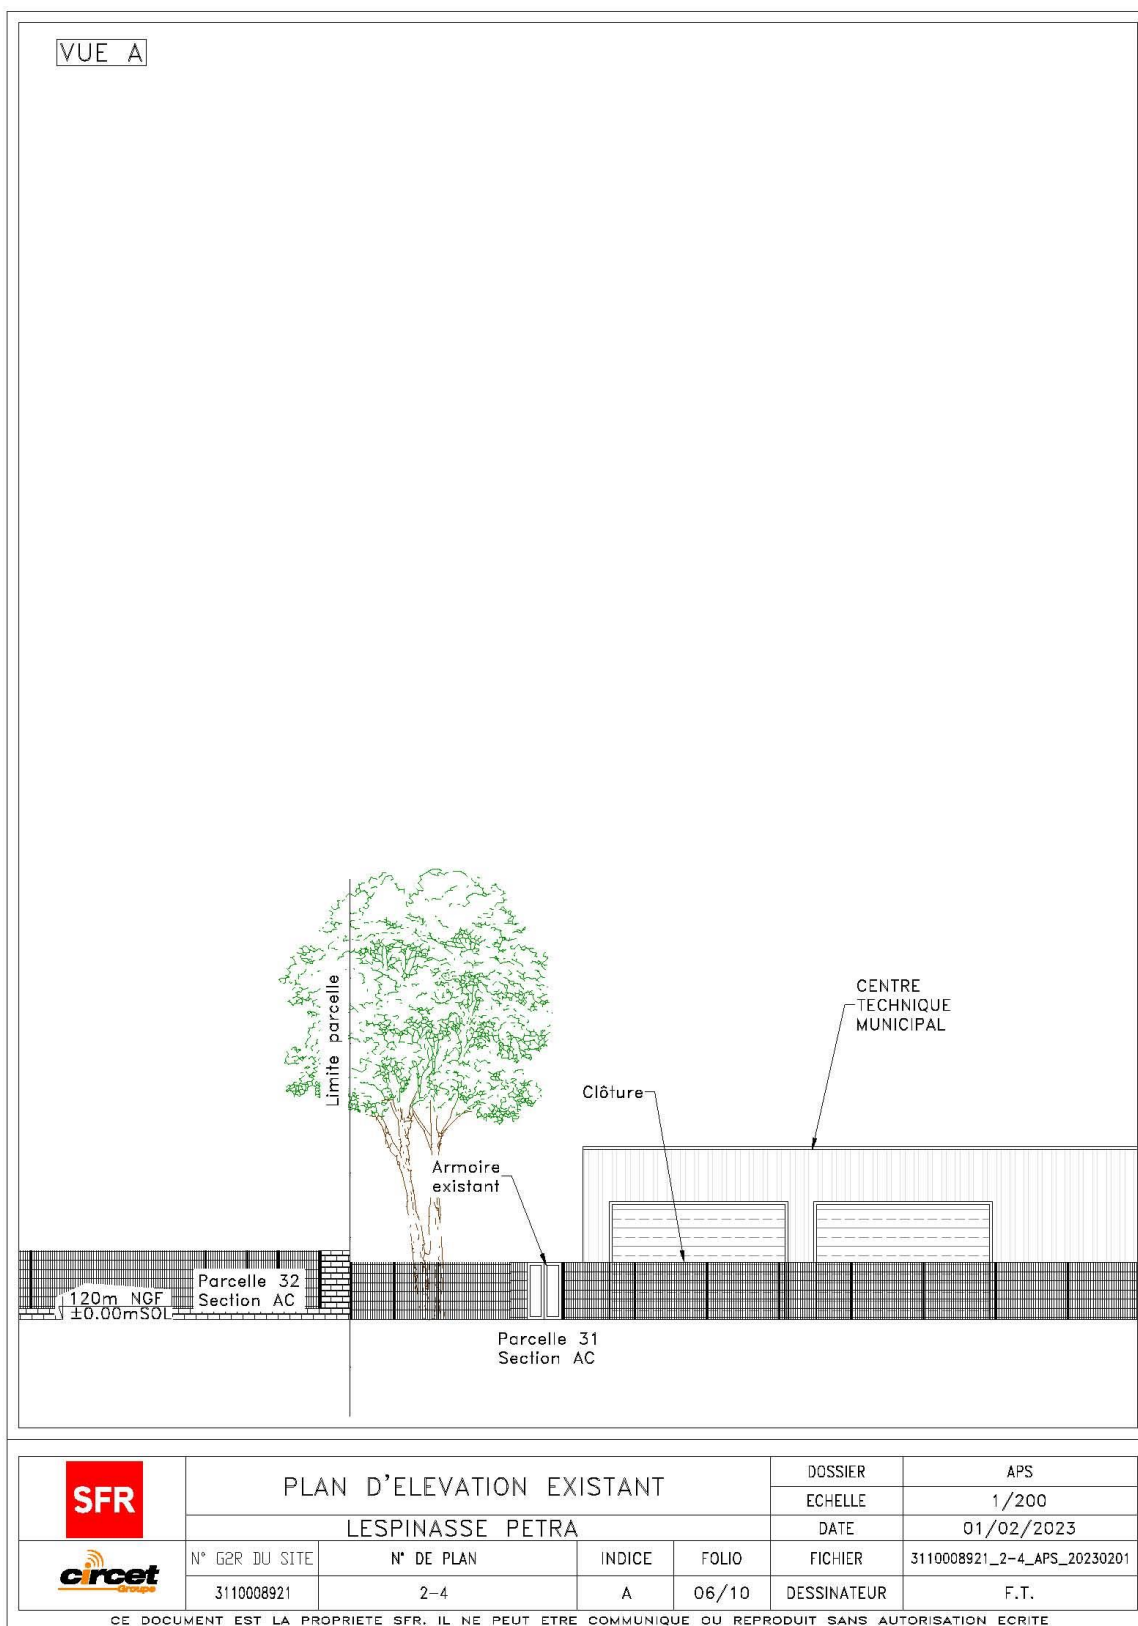 VUE A
Limite parcelle
CENTRE
TECHNIQUE
MUNICIPAL
Clôture
Armoire
existant
Parcelle 32
Section AC
120m NGF
±0.00mSOL
Parcelle 31
Section AC
SFR
PLAN D'ELEVATION EXISTANT
DOSSIER APS
ECHELLE 1/200
LESPINASSE PETRA
DATE 01/02/2023
circet
Groupe
N° G2R DU SITE N° DE PLAN INDICE FOLIO FICHIER 3110008921_2-4_APS_20230201
3110008921 2-4 A 06/10 DESSINATEUR F.T.
CE DOCUMENT EST LA PROPRIETE SFR. IL NE PEUT ETRE COMMUNIQUE OU REPRODUIT SANS AUTORISATION ECRITE